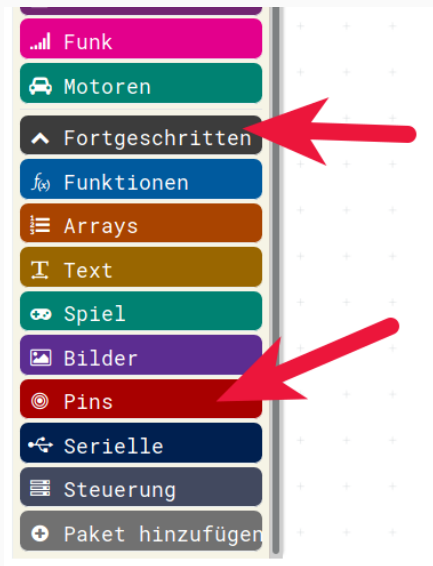 Funk
Motoren
Fortgeschritten
Funktionen
Arrays
Text
Spiel
Bilder
Pins
Serielle
Steuerung
Paket hinzufügen